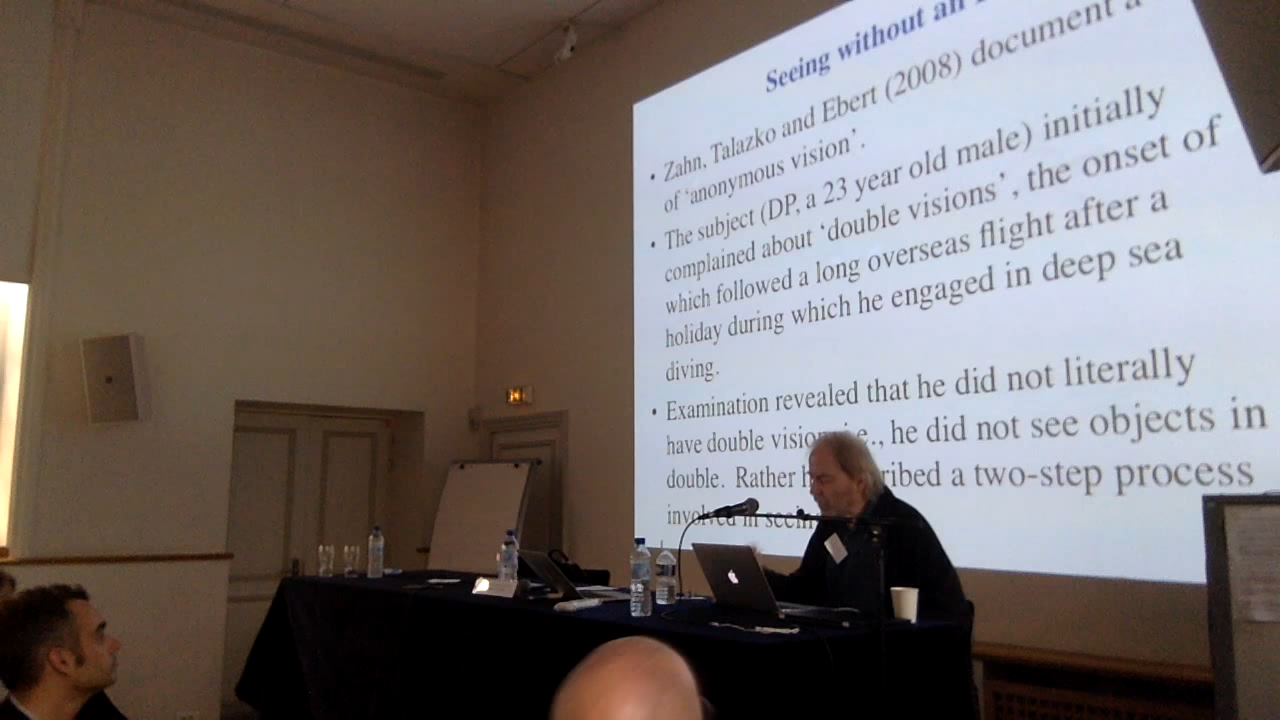 Seeing without an
• Zahn, Talazko and Ebert (2008) document a
of ‘anonymous vision’.
• The subject (DP, a 23 year old male) initially
complained about ‘double visions’, the onset of
which followed a long overseas flight after a
holiday during which he engaged in deep sea
diving.
• Examination revealed that he did not literally
have double vision i.e., he did not see objects in
double. Rather a two-step process
involved in